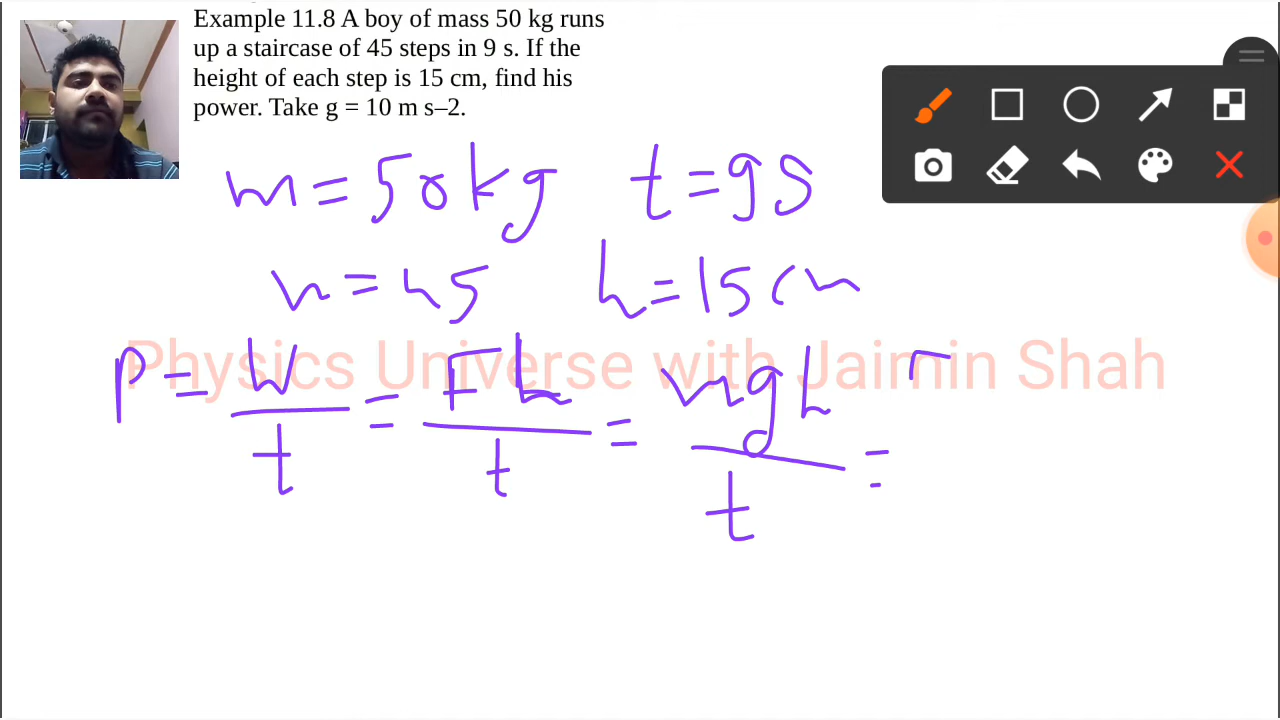 Example 11.8 A boy of mass 50 kg runs
up a staircase of 45 steps in 9 s. If the
height of each step is 15 cm, find his
power. Take g = 10 m s–2.
m = 50 kg t = 9 s
n = 45 h = 15 cm
Physics Universe with Jaimin Shah
P = W/t = Fh/t = mgh/t =